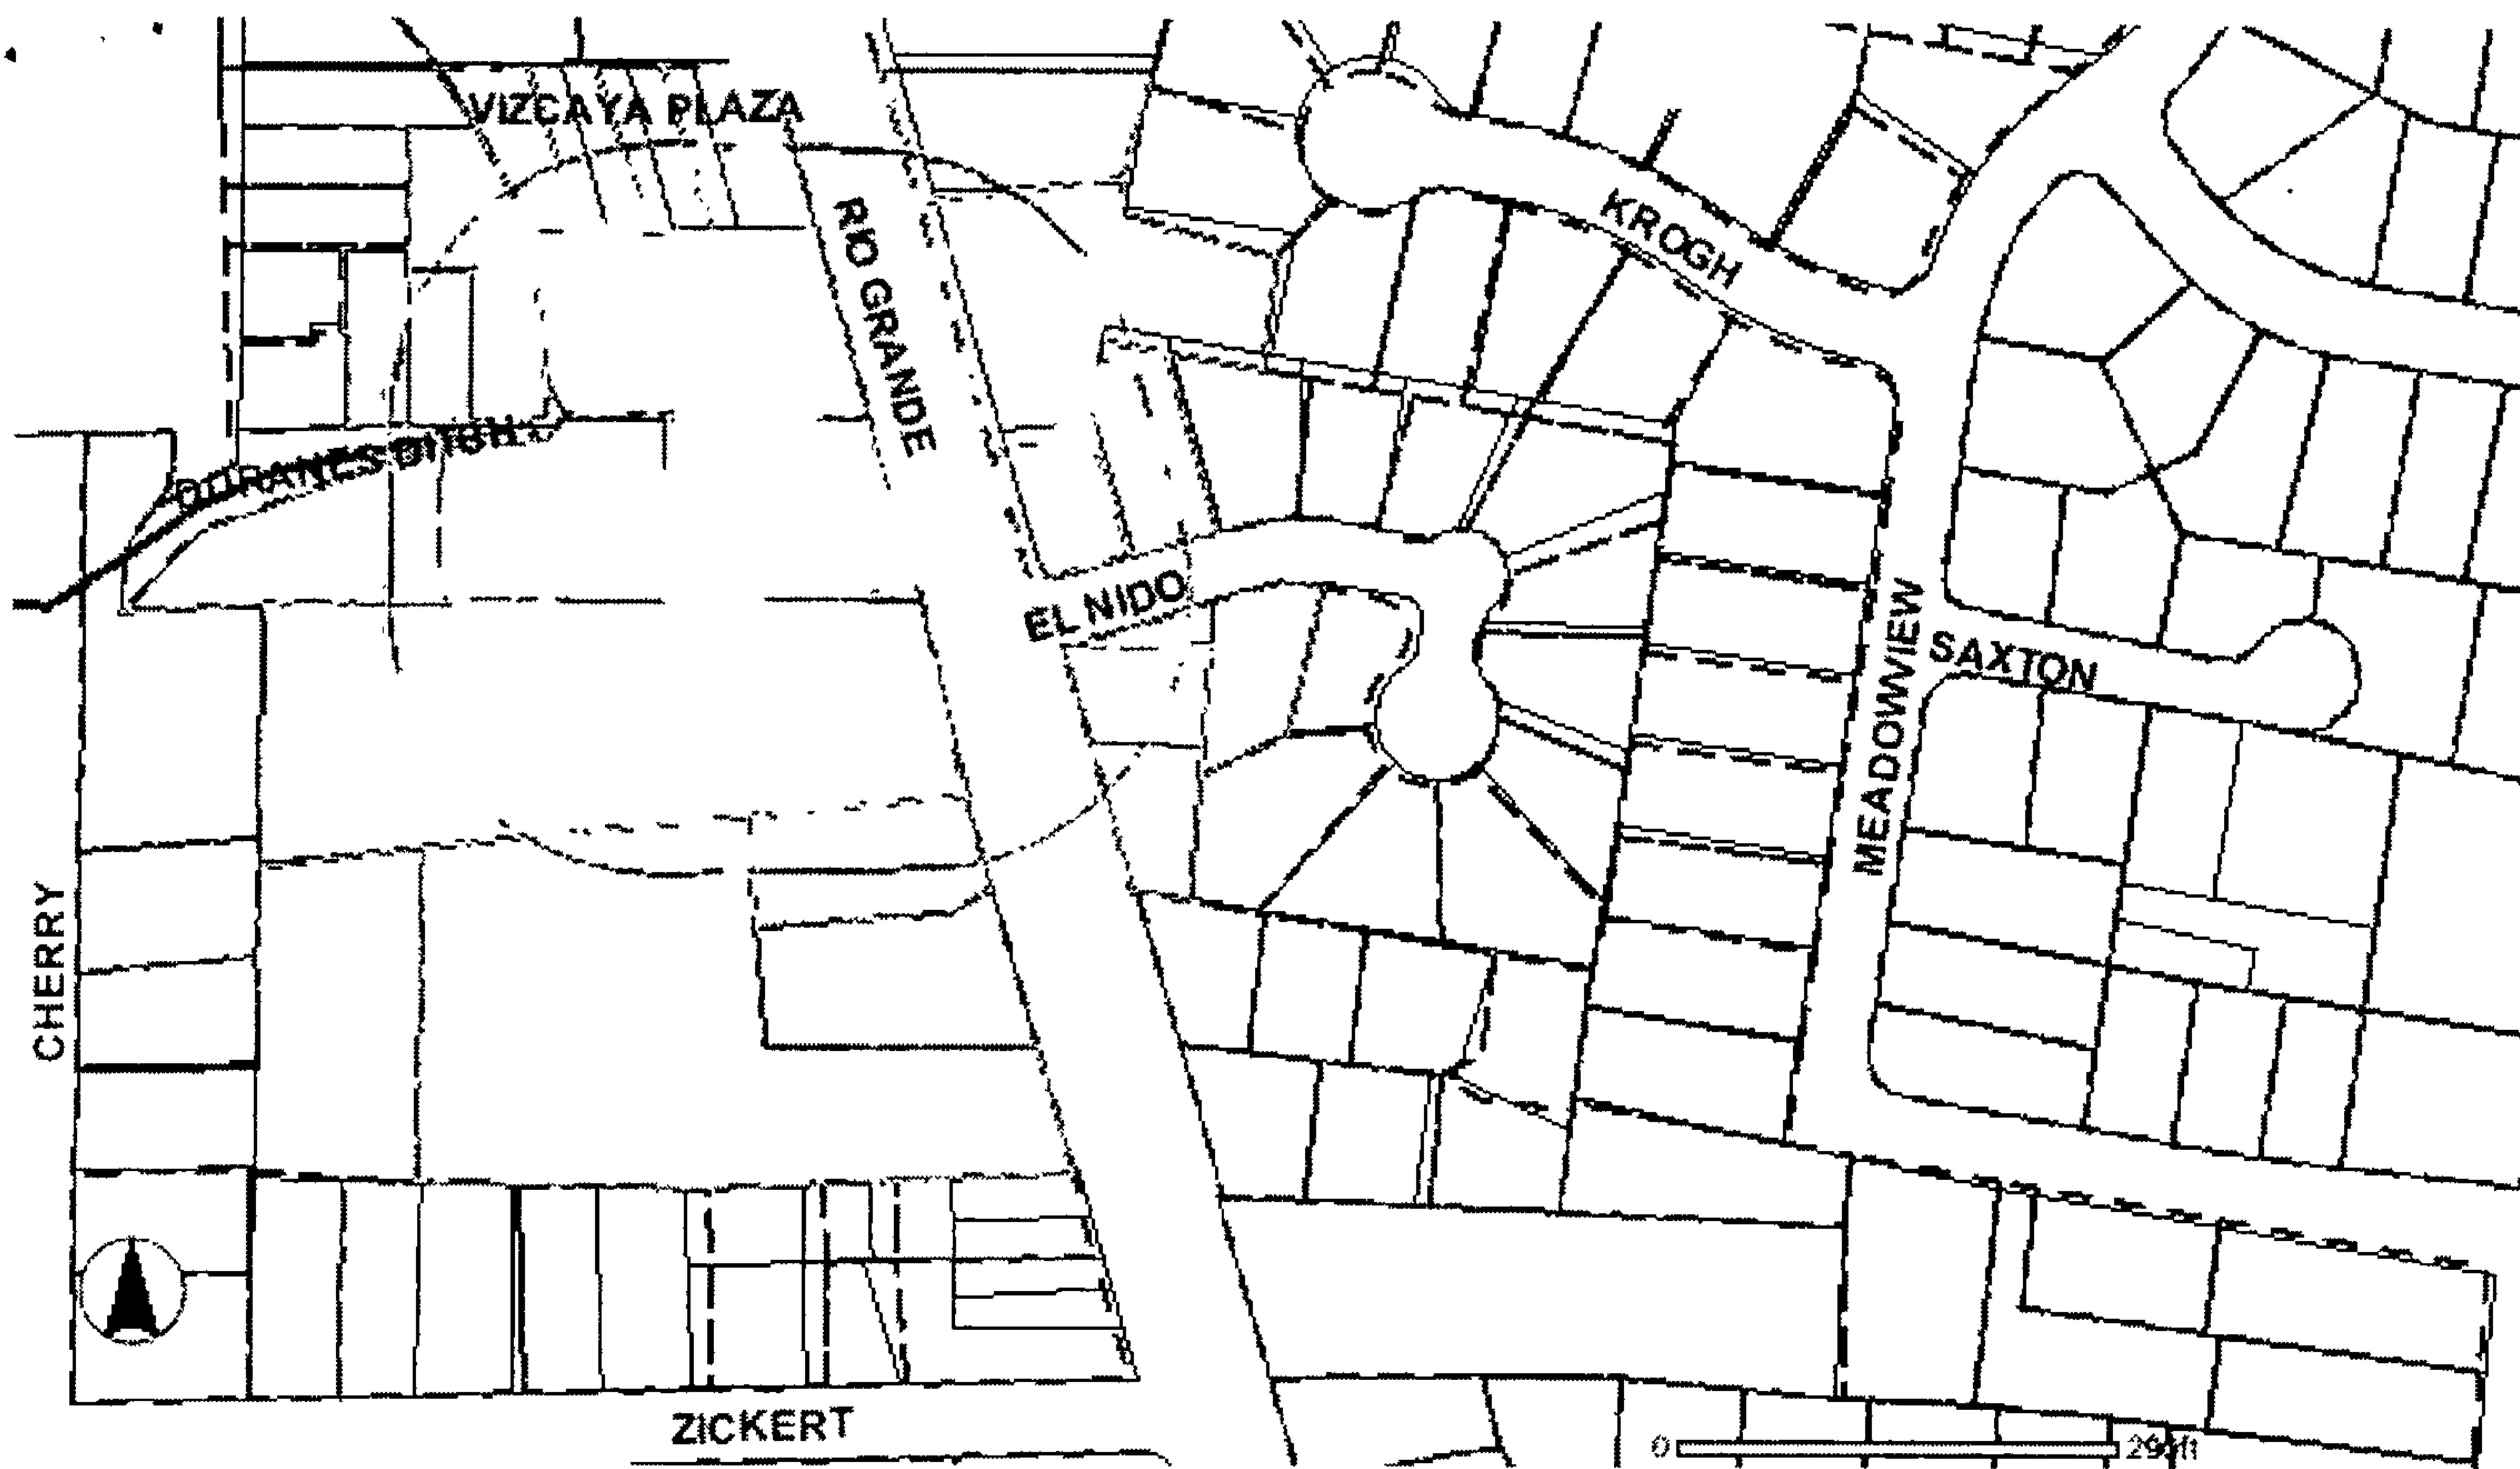 VIZCAYA PLAZA
RIO GRANDE
KROGH
EL NIDO
MEADOWVIEW
SAXTON
CHERRY
ZICKERT
0